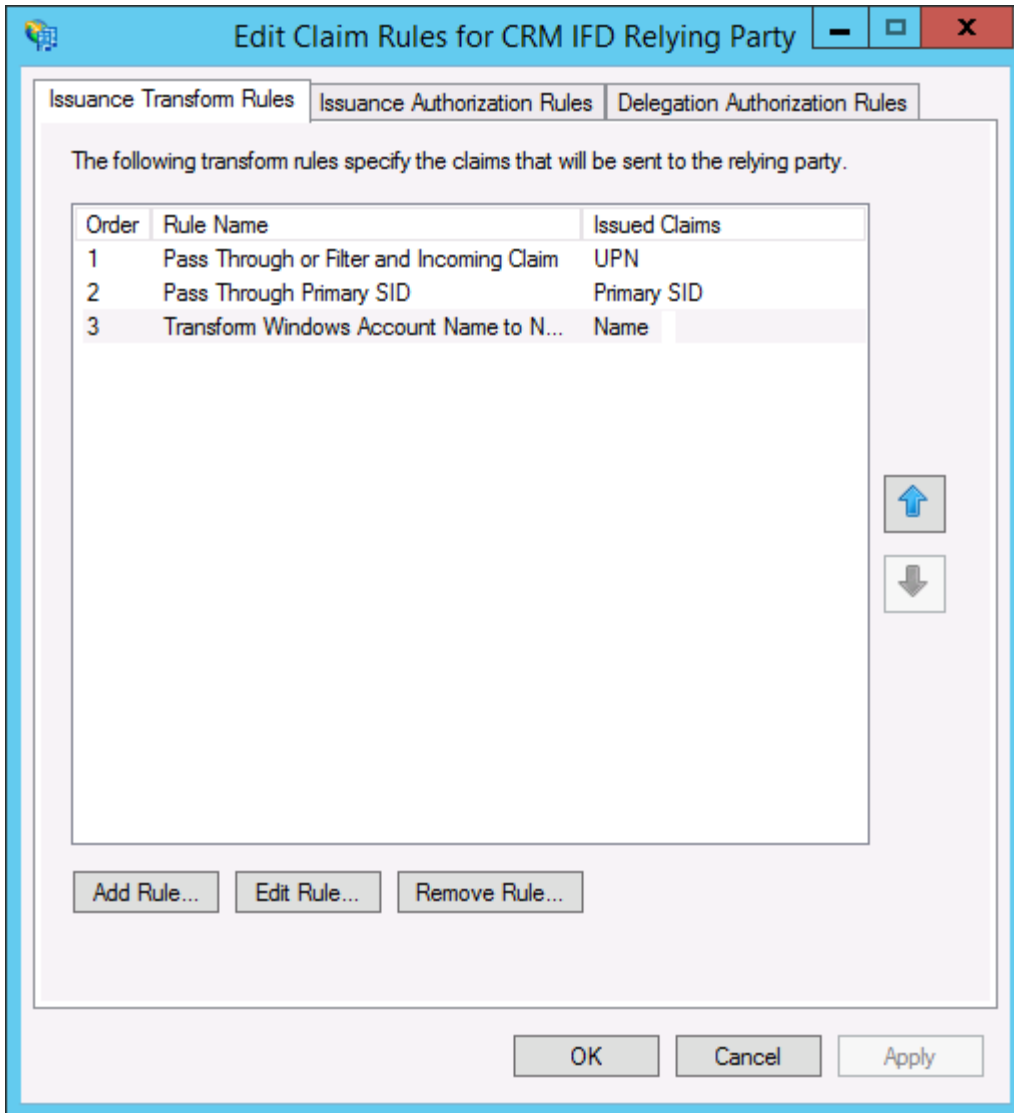 Edit Claim Rules for CRM IFD Relying Party
Issuance Transform Rules Issuance Authorization Rules Delegation Authorization Rules
The following transform rules specify the claims that will be sent to the relying party.
Order Rule Name Issued Claims
1 Pass Through or Filter and Incoming Claim UPN
2 Pass Through Primary SID Primary SID
3 Transform Windows Account Name to N... Name
Add Rule... Edit Rule... Remove Rule...
OK Cancel Apply